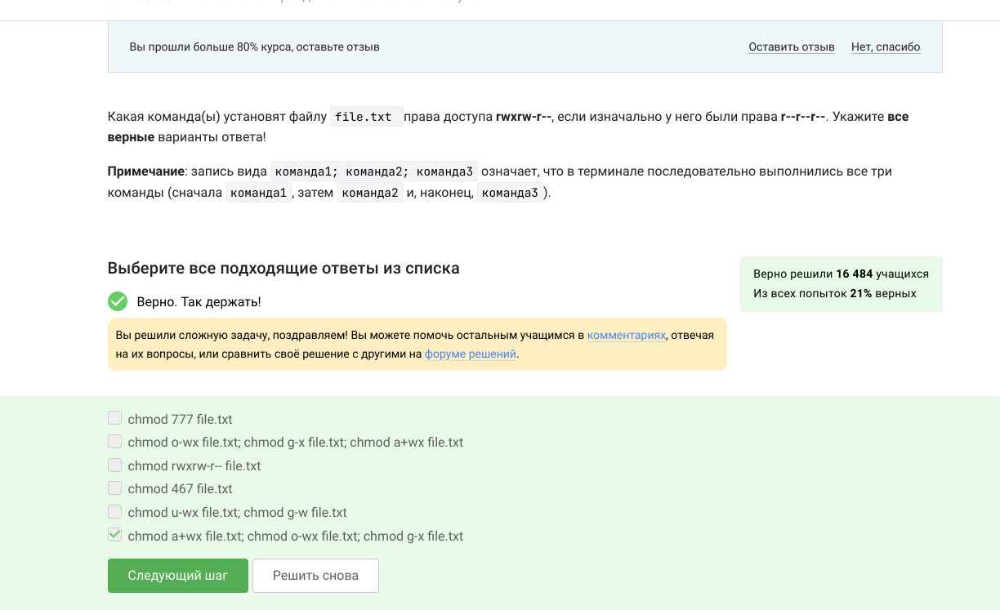 Вы прошли больше 80% курса, оставьте отзыв
Оставить отзыв
Нет, спасибо
Какая команда(ы) установят файлу file.txt права доступа rwxrw-r--, если изначально у него были права r--r--r--. Укажите все
верные варианты ответа!
Примечание: запись вида команда1; команда2; команда3 означает, что в терминале последовательно выполнились все три
команды (сначала команда1, затем команда2 и, наконец, команда3).
Выберите все подходящие ответы из списка
Верно решили 16 484 учащихся
Из всех попыток 21% верных
Верно. Так держать!
Вы решили сложную задачу, поздравляем! Вы можете помочь остальным учащимся в комментариях, отвечая
на их вопросы, или сравнить своё решение с другими на форуме решений.
chmod 777 file.txt
chmod o-wx file.txt; chmod g-x file.txt; chmod a+wx file.txt
chmod rwxrw-r-- file.txt
chmod 467 file.txt
chmod u-wx file.txt; chmod g-w file.txt
chmod a+wx file.txt; chmod o-wx file.txt; chmod g-x file.txt
Следующий шаг
Решить снова